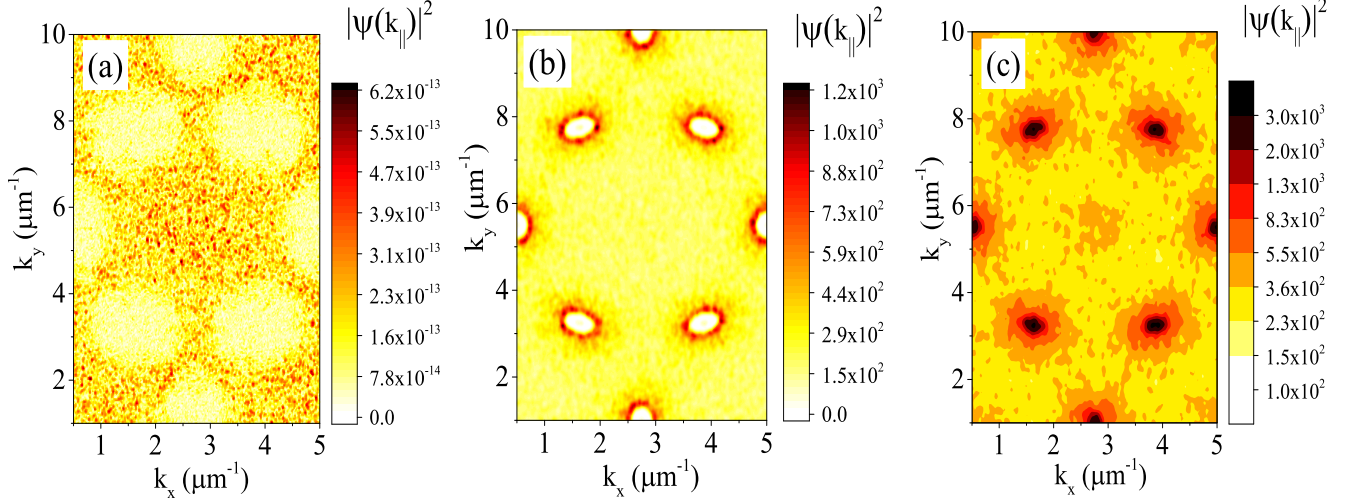 (a)
|ψ(k||)|²
10
8
6
4
2
1 2 3 4 5
k_x (μm⁻¹)
k_y (μm⁻¹)
6.2x10⁻¹³
5.5x10⁻¹³
4.7x10⁻¹³
3.9x10⁻¹³
3.1x10⁻¹³
2.3x10⁻¹³
1.6x10⁻¹³
7.8x10⁻¹⁴
0.0
(b)
|ψ(k||)|²
10
8
6
4
2
1 2 3 4 5
k_x (μm⁻¹)
k_y (μm⁻¹)
1.2x10³
1.0x10³
8.8x10²
7.3x10²
5.9x10²
4.4x10²
2.9x10²
1.5x10²
0.0
(c)
|ψ(k||)|²
10
8
6
4
2
1 2 3 4 5
k_x (μm⁻¹)
k_y (μm⁻¹)
3.0x10³
2.0x10³
1.3x10³
8.3x10²
5.5x10²
3.6x10²
2.3x10²
1.5x10²
1.0x10²